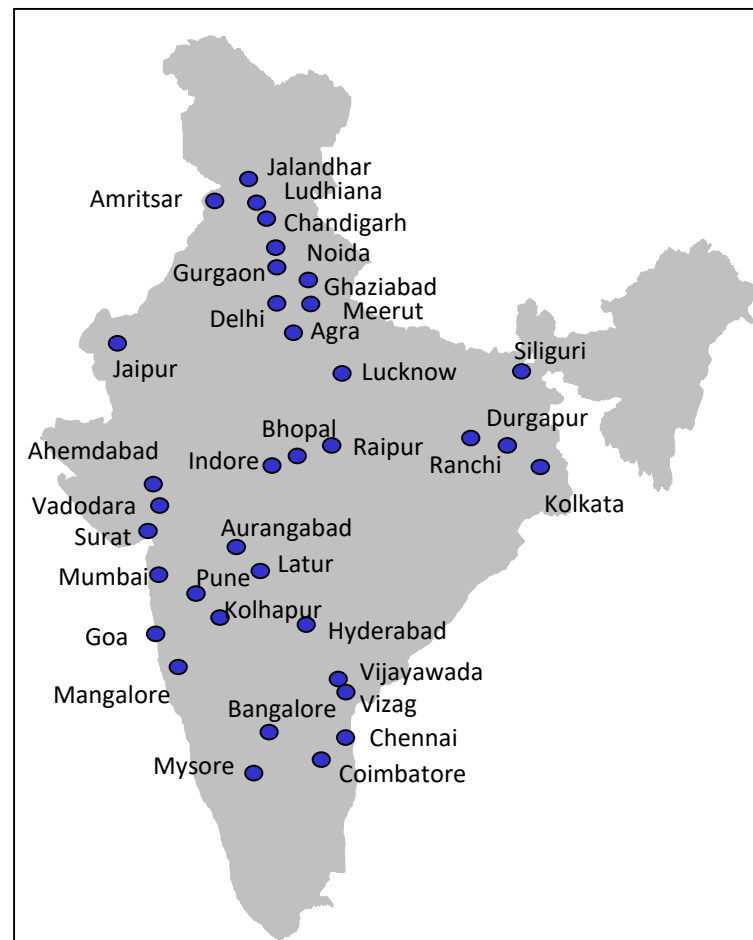 Jalandhar
Amritsar
Ludhiana
Chandigarh
Noida
Gurgaon
Ghaziabad
Delhi
Meerut
Agra
Jaipur
Lucknow
Siliguri
Durgapur
Bhopal
Raipur
Ranchi
Indore
Ahemdabad
Kolkata
Vadodara
Surat
Aurangabad
Latur
Mumbai
Pune
Kolhapur
Goa
Hyderabad
Mangalore
Vijayawada
Vizag
Bangalore
Chennai
Mysore
Coimbatore